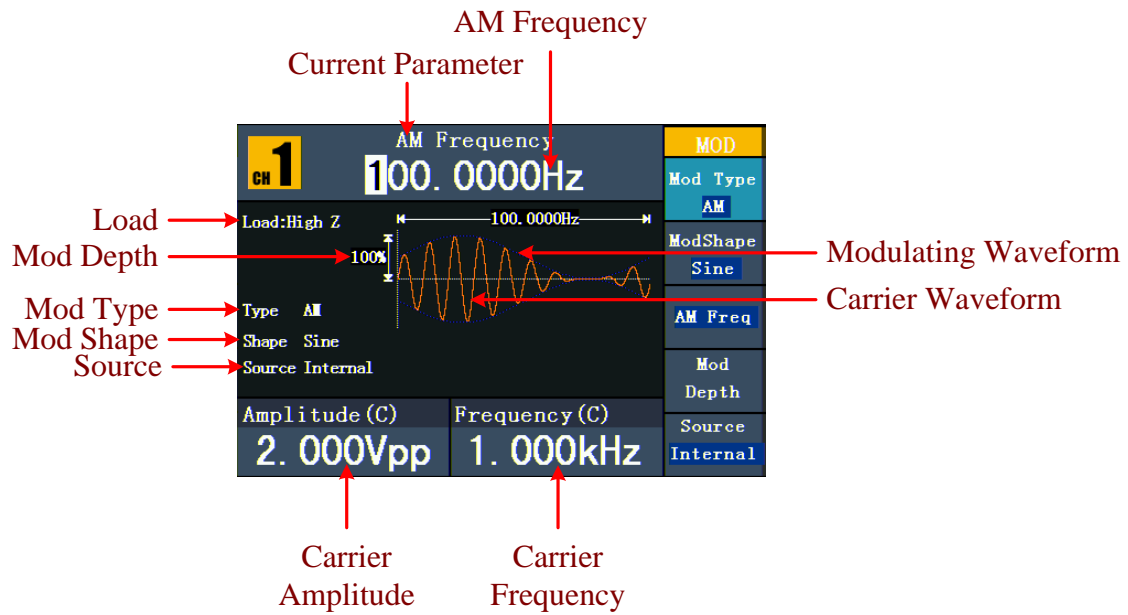 AM Frequency
Current Parameter
CH 1
AM Frequency
100.0000Hz
MOD
Mod Type
AM
ModShape
Sine
AM Freq
Mod
Depth
Source
Internal
Load
Load:High Z
100.0000Hz
Mod Depth
100%
Modulating Waveform
Carrier Waveform
Mod Type
Type AM
Mod Shape
Shape Sine
Source
Source Internal
Amplitude(C)
2.000Vpp
Frequency(C)
1.000kHz
Carrier
Amplitude
Carrier
Frequency